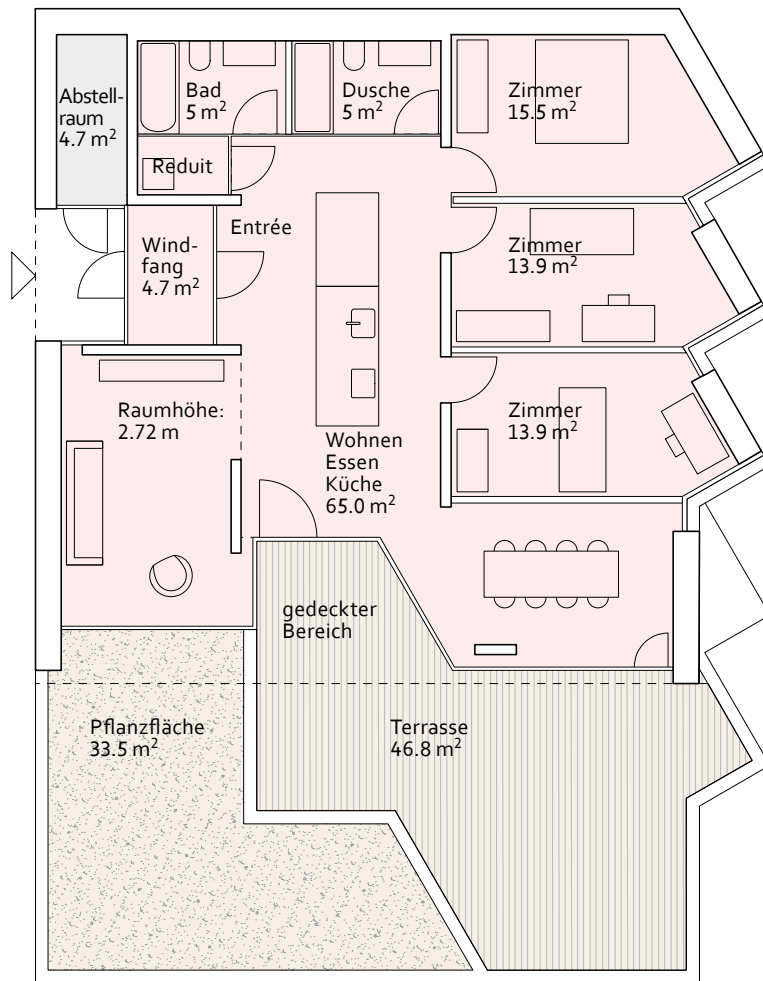 Abstell-
raum
4.7 m²
Bad
5 m²
Dusche
5 m²
Zimmer
15.5 m²
Reduit
Entrée
Wind-
fang
4.7 m²
Zimmer
13.9 m²
Raumhöhe:
2.72 m
Zimmer
13.9 m²
Wohnen
Essen
Küche
65.0 m²
gedeckter
Bereich
Pflanzfläche
33.5 m²
Terrasse
46.8 m²